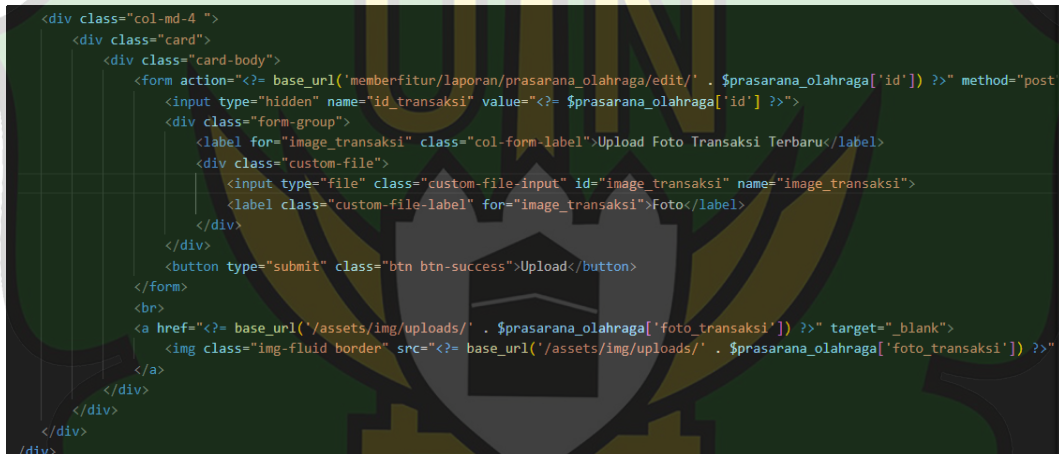 <div class="col-md-4 ">
<div class="card">
<div class="card-body">
<form action="<?= base_url('memberfitur/laporan/prasarana_olahraga/edit/' . $prasarana_olahraga['id']) ?>" method="post
<input type="hidden" name="id_transaksi" value="<?= $prasarana_olahraga['id'] ?>">
<div class="form-group">
<label for="image_transaksi" class="col-form-label">Upload Foto Transaksi Terbaru</label>
<div class="custom-file">
<input type="file" class="custom-file-input" id="image_transaksi" name="image_transaksi">
<label class="custom-file-label" for="image_transaksi">Foto</label>
</div>
</div>
<button type="submit" class="btn btn-success">Upload</button>
</form>
<br>
<a href="<?= base_url('/assets/img/uploads/' . $prasarana_olahraga['foto_transaksi']) ?>" target="_blank">
<img class="img-fluid border" src="<?= base_url('/assets/img/uploads/' . $prasarana_olahraga['foto_transaksi']) ?>"
</a>
</div>
</div>
</div>
</div>
UIN